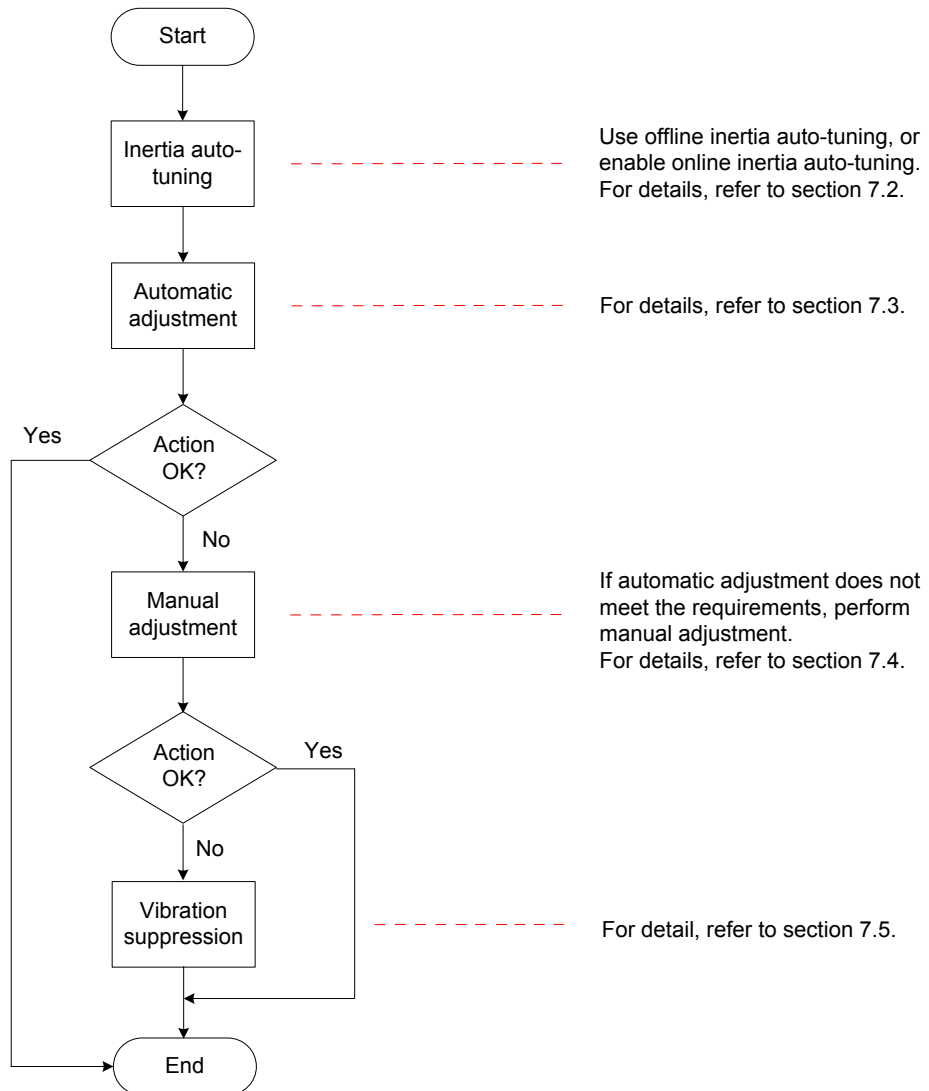 Start
Inertia auto-
tuning
Use offline inertia auto-tuning, or
enable online inertia auto-tuning.
For details, refer to section 7.2.
Automatic
adjustment
For details, refer to section 7.3.
Yes
Action
OK?
No
Manual
adjustment
If automatic adjustment does not
meet the requirements, perform
manual adjustment.
For details, refer to section 7.4.
Action
OK?
Yes
No
Vibration
suppression
For detail, refer to section 7.5.
End